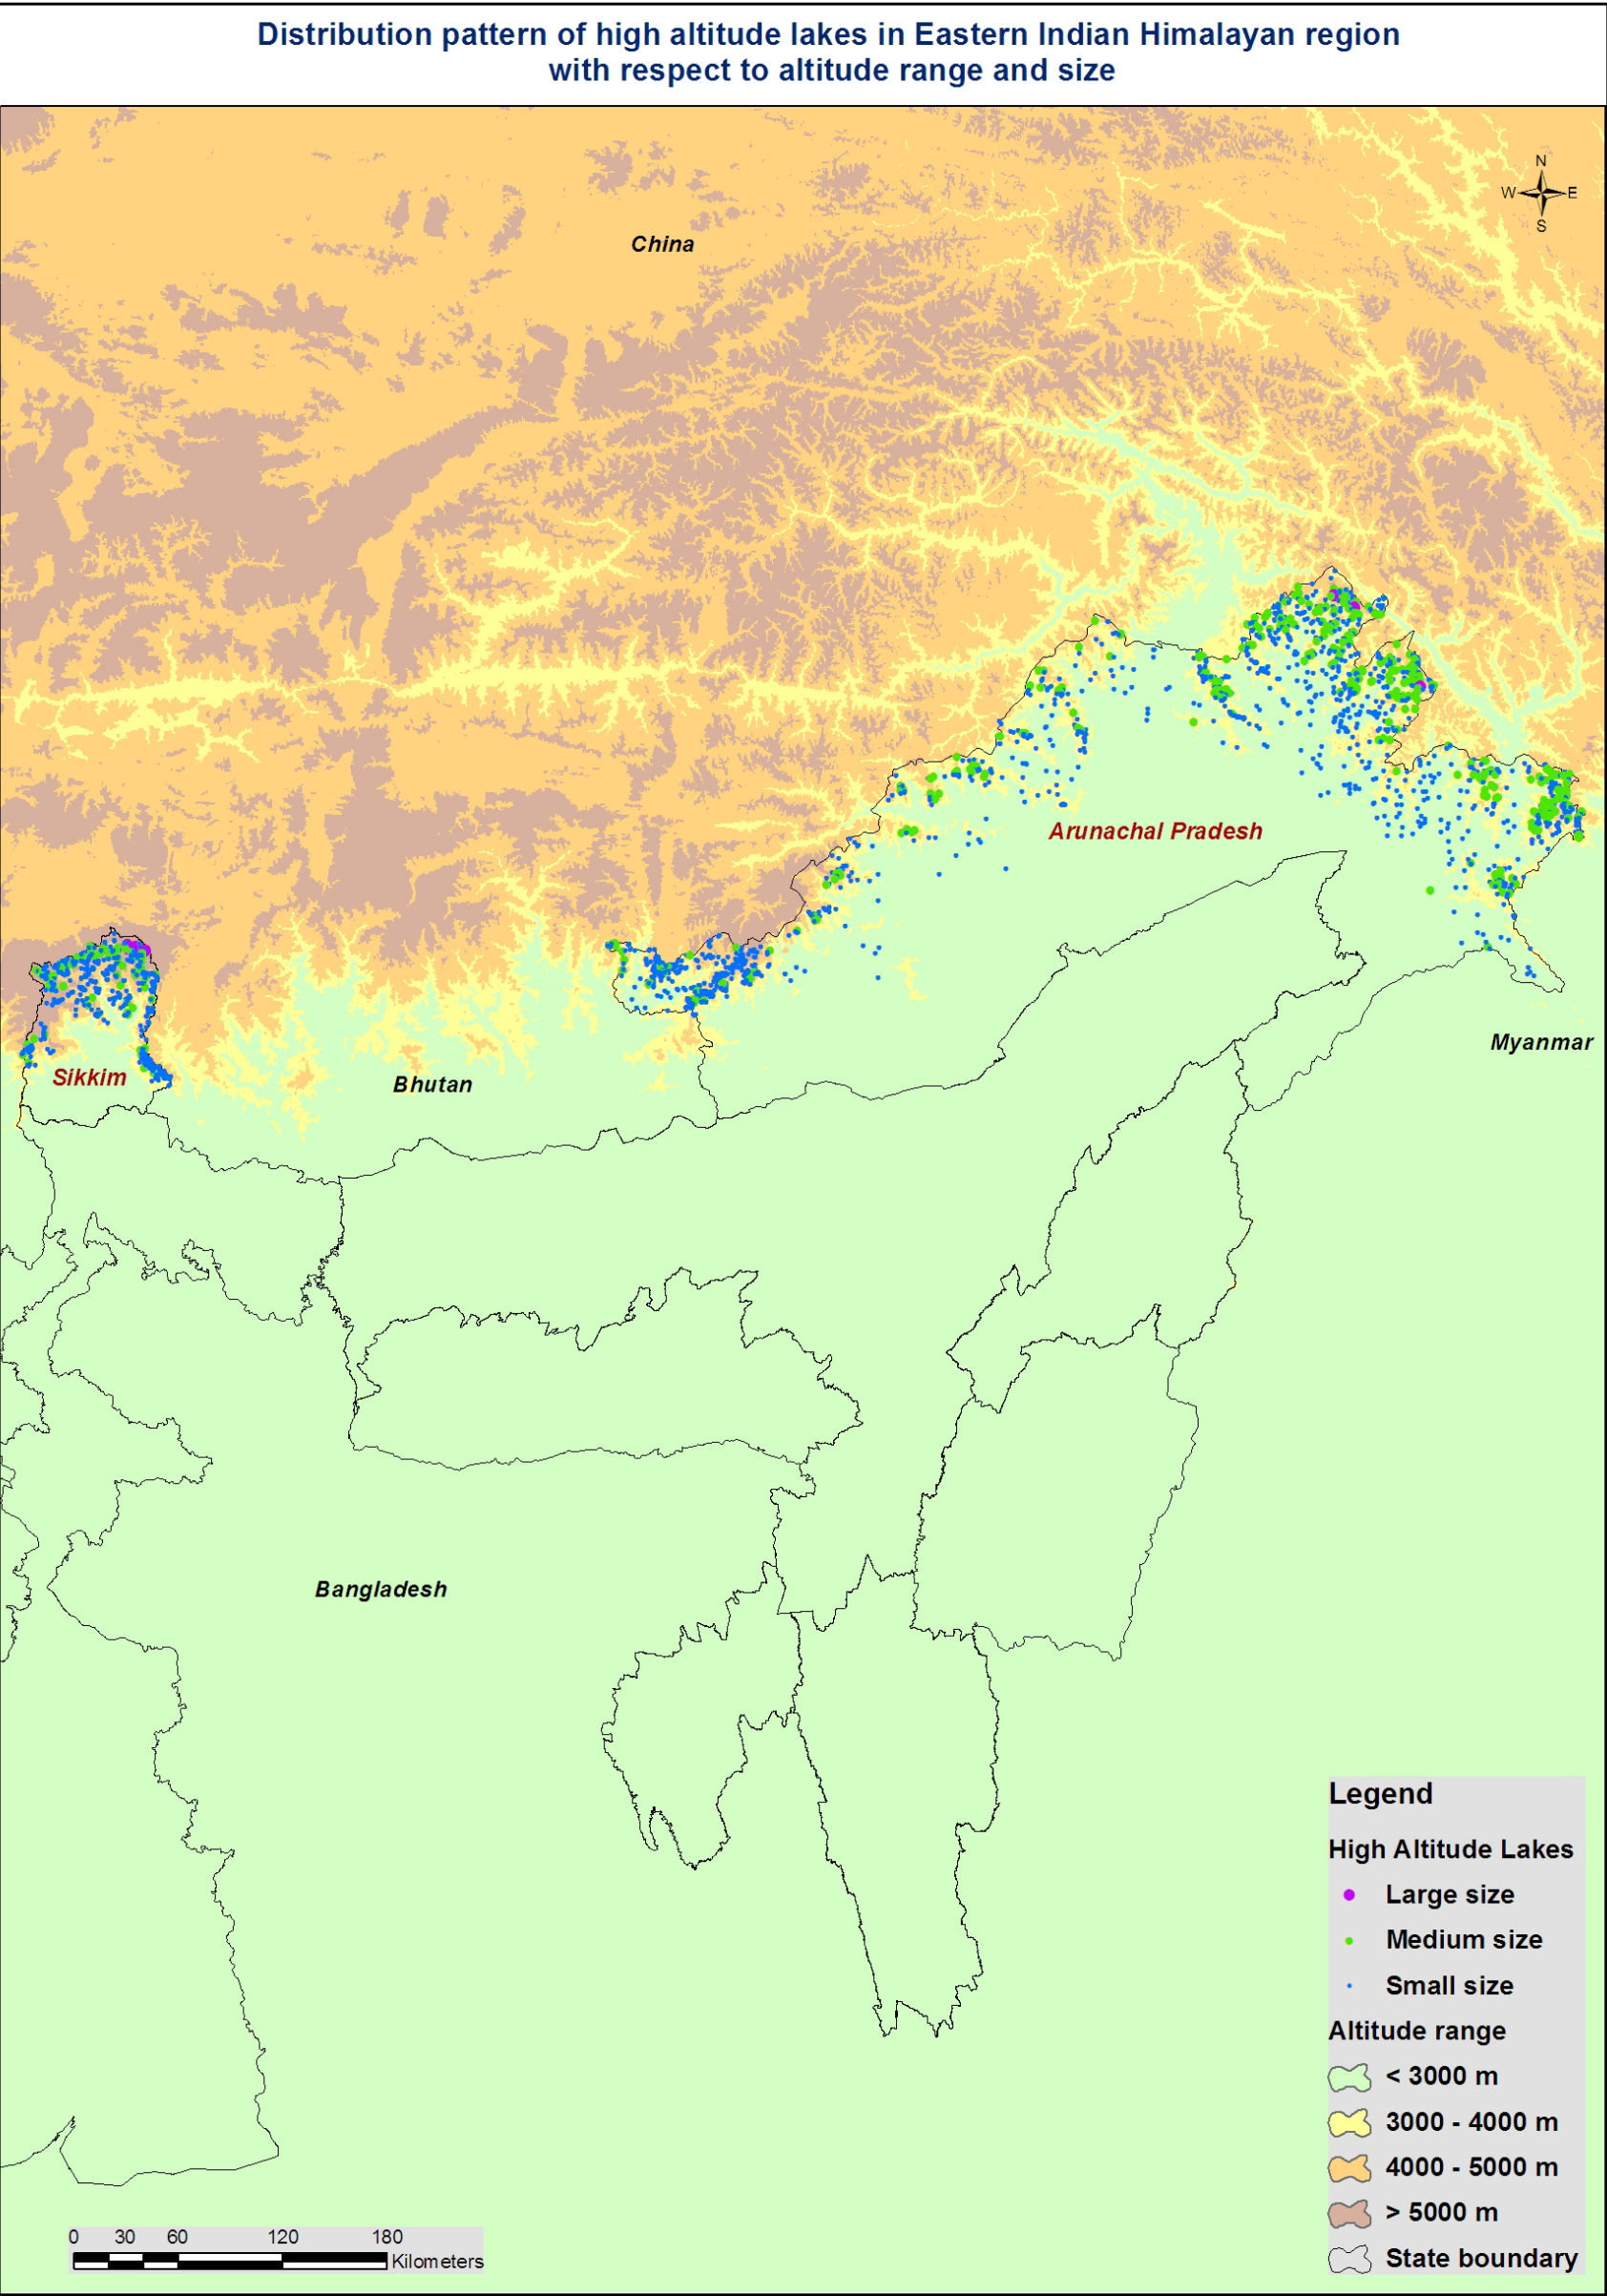 Distribution pattern of high altitude lakes in Eastern Indian Himalayan region
with respect to altitude range and size
N
W E
S
China
Arunachal Pradesh
Myanmar
Sikkim
Bhutan
Bangladesh
Legend
High Altitude Lakes
Large size
Medium size
Small size
Altitude range
< 3000 m
3000 - 4000 m
4000 - 5000 m
> 5000 m
State boundary
0 30 60 120 180
Kilometers